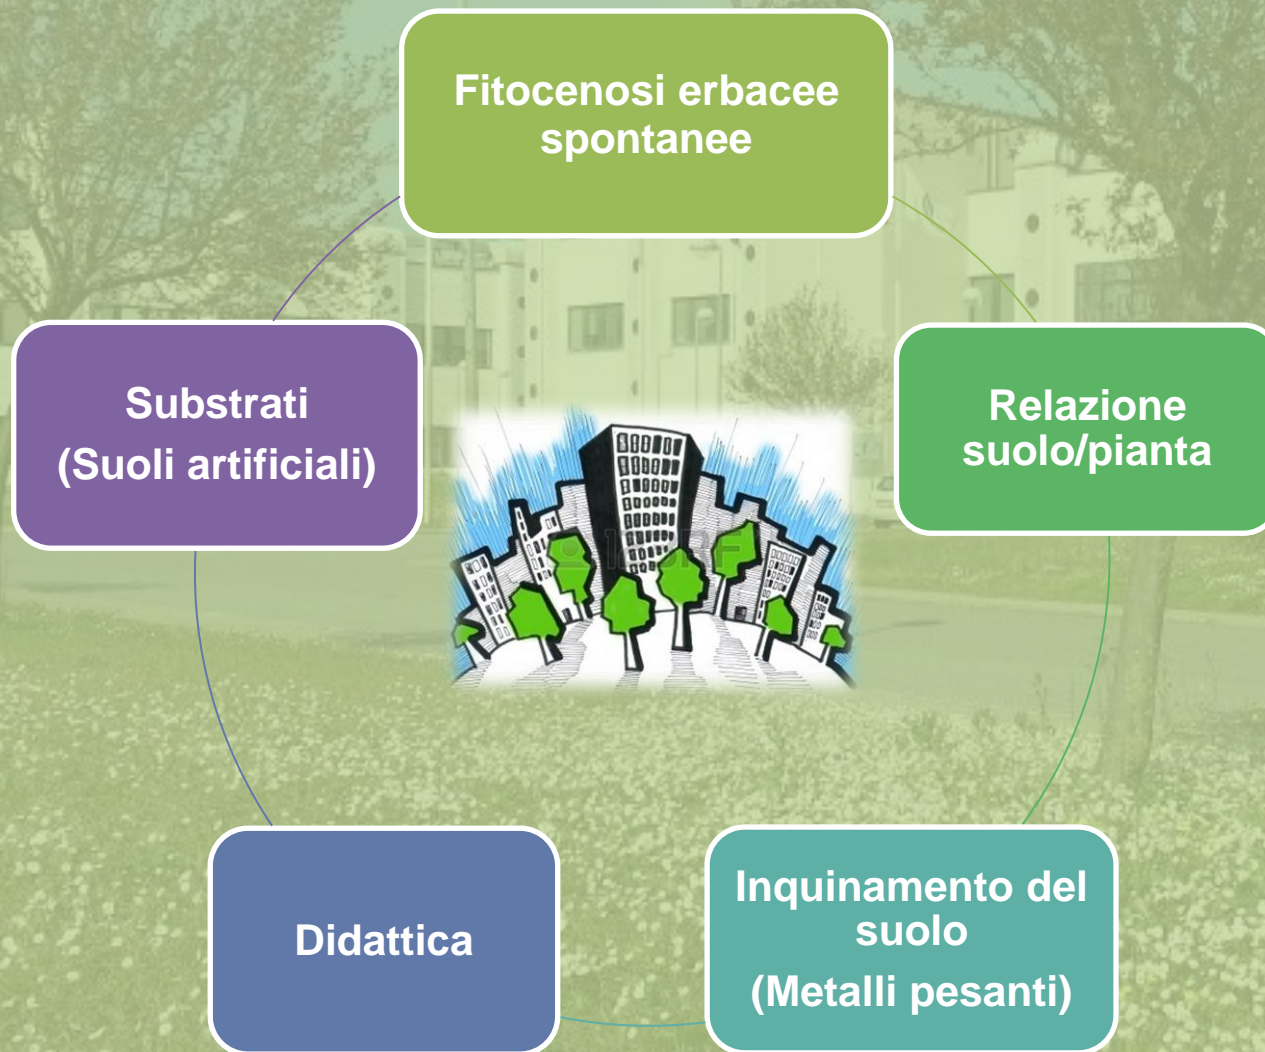 Fitocenosi erbacee
spontanee
Relazione
suolo/pianta
Inquinamento del
suolo
(Metalli pesanti)
Didattica
Substrati
(Suoli artificiali)